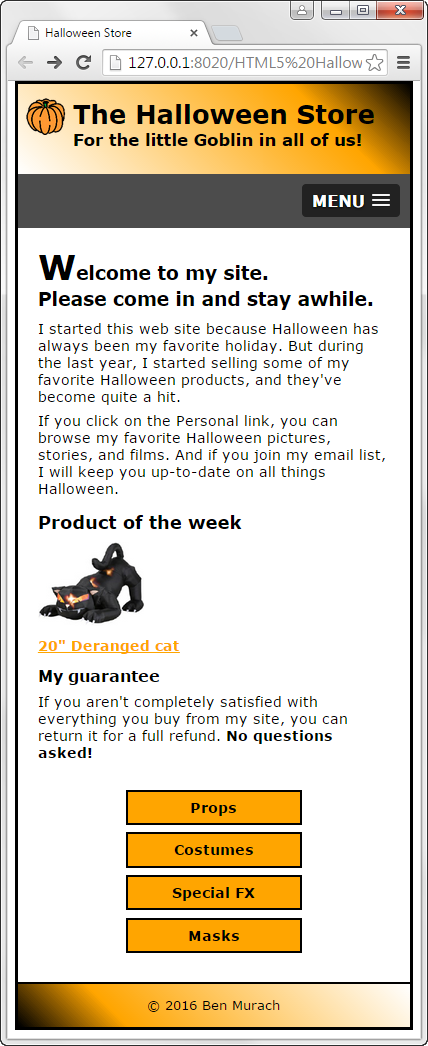 Halloween Store
127.0.0.1:8020/HTML5%20Hallow
The Halloween Store
For the little Goblin in all of us!
MENU
Welcome to my site.
Please come in and stay awhile.
I started this web site because Halloween has
always been my favorite holiday. But during
the last year, I started selling some of my
favorite Halloween products, and they've
become quite a hit.
If you click on the Personal link, you can
browse my favorite Halloween pictures,
stories, and films. And if you join my email list,
I will keep you up-to-date on all things
Halloween.
Product of the week
20" Deranged cat
My guarantee
If you aren't completely satisfied with
everything you buy from my site, you can
return it for a full refund. No questions
asked!
Props
Costumes
Special FX
Masks
© 2016 Ben Murach